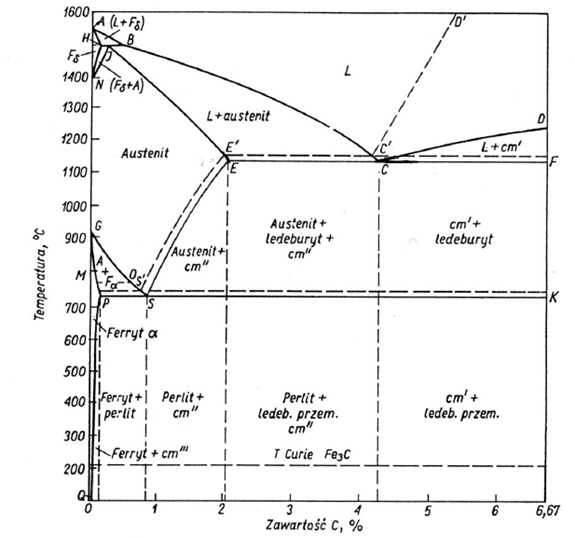 1600
A (L+Fδ)
D'
1500
H
B
Fδ
J
1400
N (Fδ+A)
L
1300
L+austenit
D
1200
Austenit
E'
C'
L+cm'
1100
E
C
F
1000
G
900
Austenit+
cm"
Austenit+
ledeburyt+
cm"
cm'+
ledeburyt
M
A
+
Fα
O
S'
P
S
K
700
Ferryt α
600
500
Ferryt+
perlit
Perlit+
cm"
Perlit+
ledeb. przem.
cm"
cm'+
ledeb. przem.
400
300
Ferryt+cm'''
T Curie Fe3C
200
Q
0 1 2 3 4 5 6 6,67
Zawartość C, %
Temperatura, °C